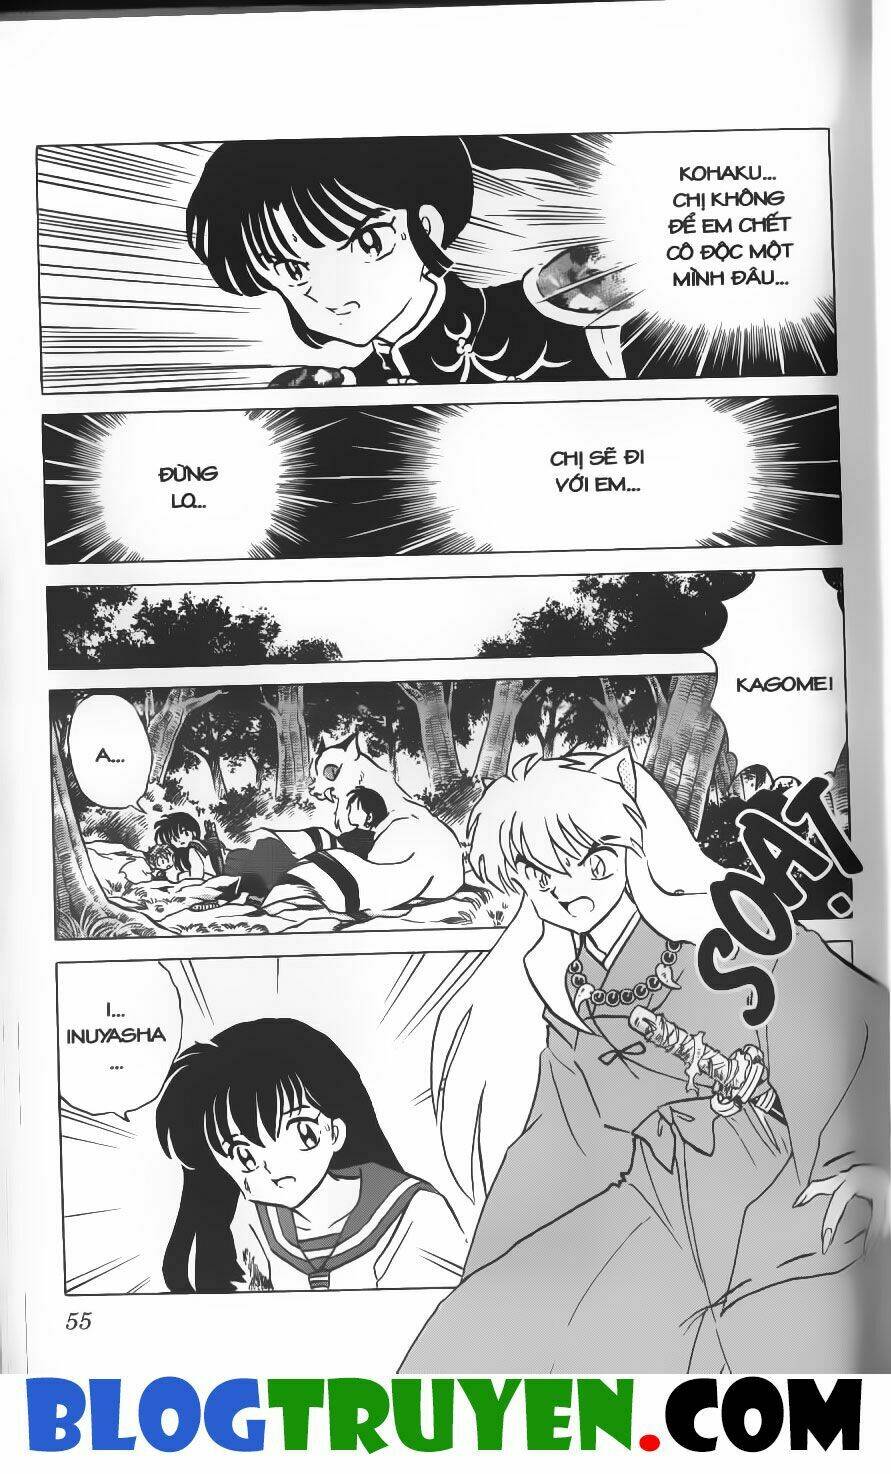 KOHAKU...
CHỊ KHÔNG
ĐỂ EM CHẾT
CÔ ĐỘC MỘT
MÌNH ĐÂU...
ĐỪNG
LO...
CHỊ SẼ ĐI
VỚI EM...
KAGOME!
A...
SOẠT
I...
INUYASHA
...
55
BLOGTRUYEN.COM